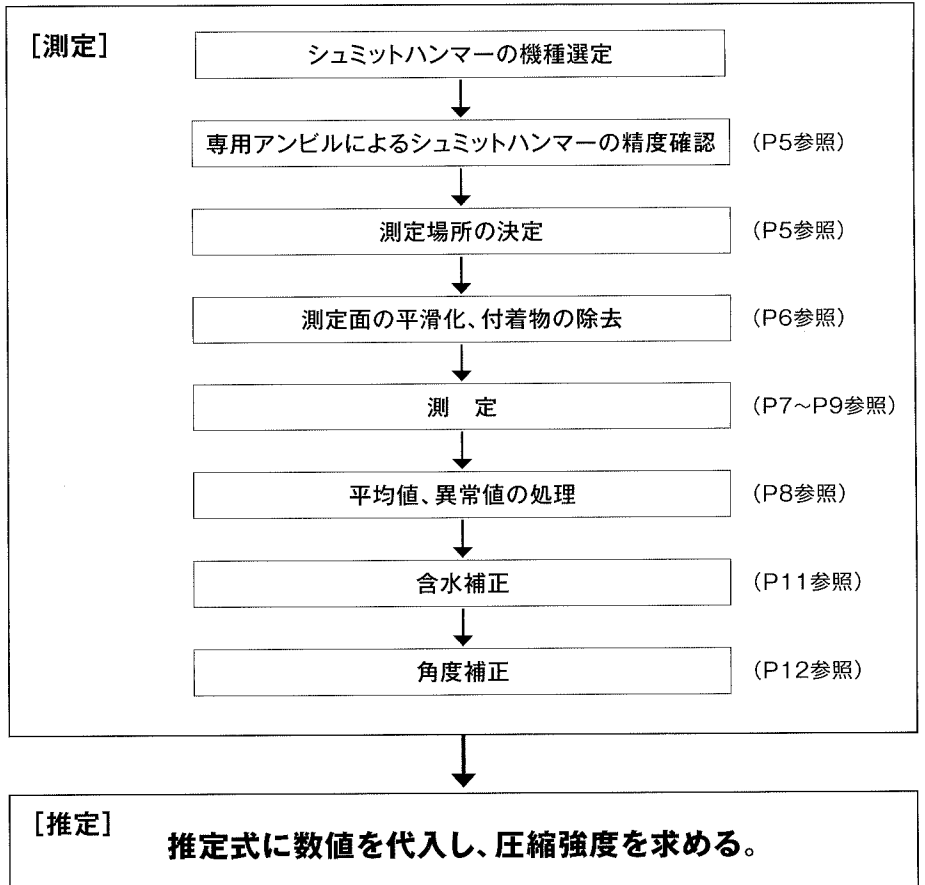 [測定]
シュミットハンマーの機種選定
専用アンビルによるシュミットハンマーの精度確認 (P5参照)
測定場所の決定 (P5参照)
測定面の平滑化、付着物の除去 (P6参照)
測　定 (P7~P9参照)
平均値、異常値の処理 (P8参照)
含水補正 (P11参照)
角度補正 (P12参照)
[推定]
推定式に数値を代入し、圧縮強度を求める。